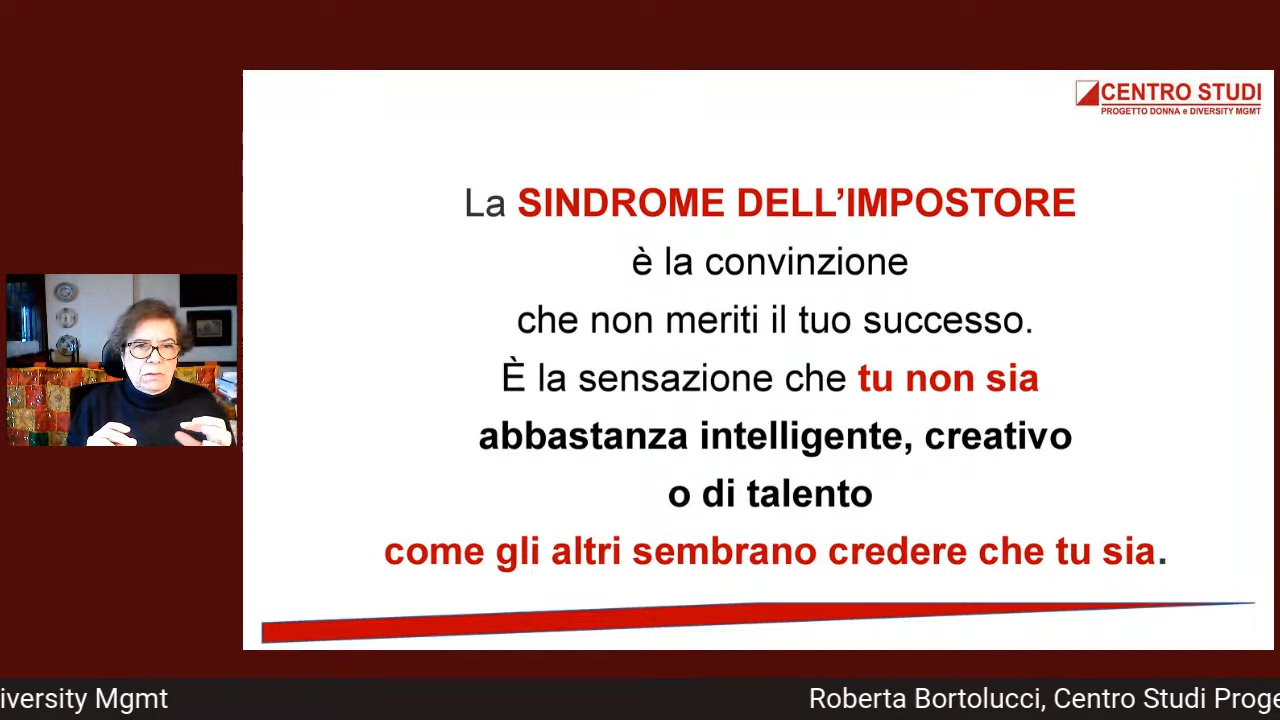 CENTRO STUDI
PROGETTO DONNA e DIVERSITY MGMT
La SINDROME DELL’IMPOSTORE
è la convinzione
che non meriti il tuo successo.
È la sensazione che tu non sia
abbastanza intelligente, creativo
o di talento
come gli altri sembrano credere che tu sia.
iversity Mgmt
Roberta Bortolucci, Centro Studi Proge